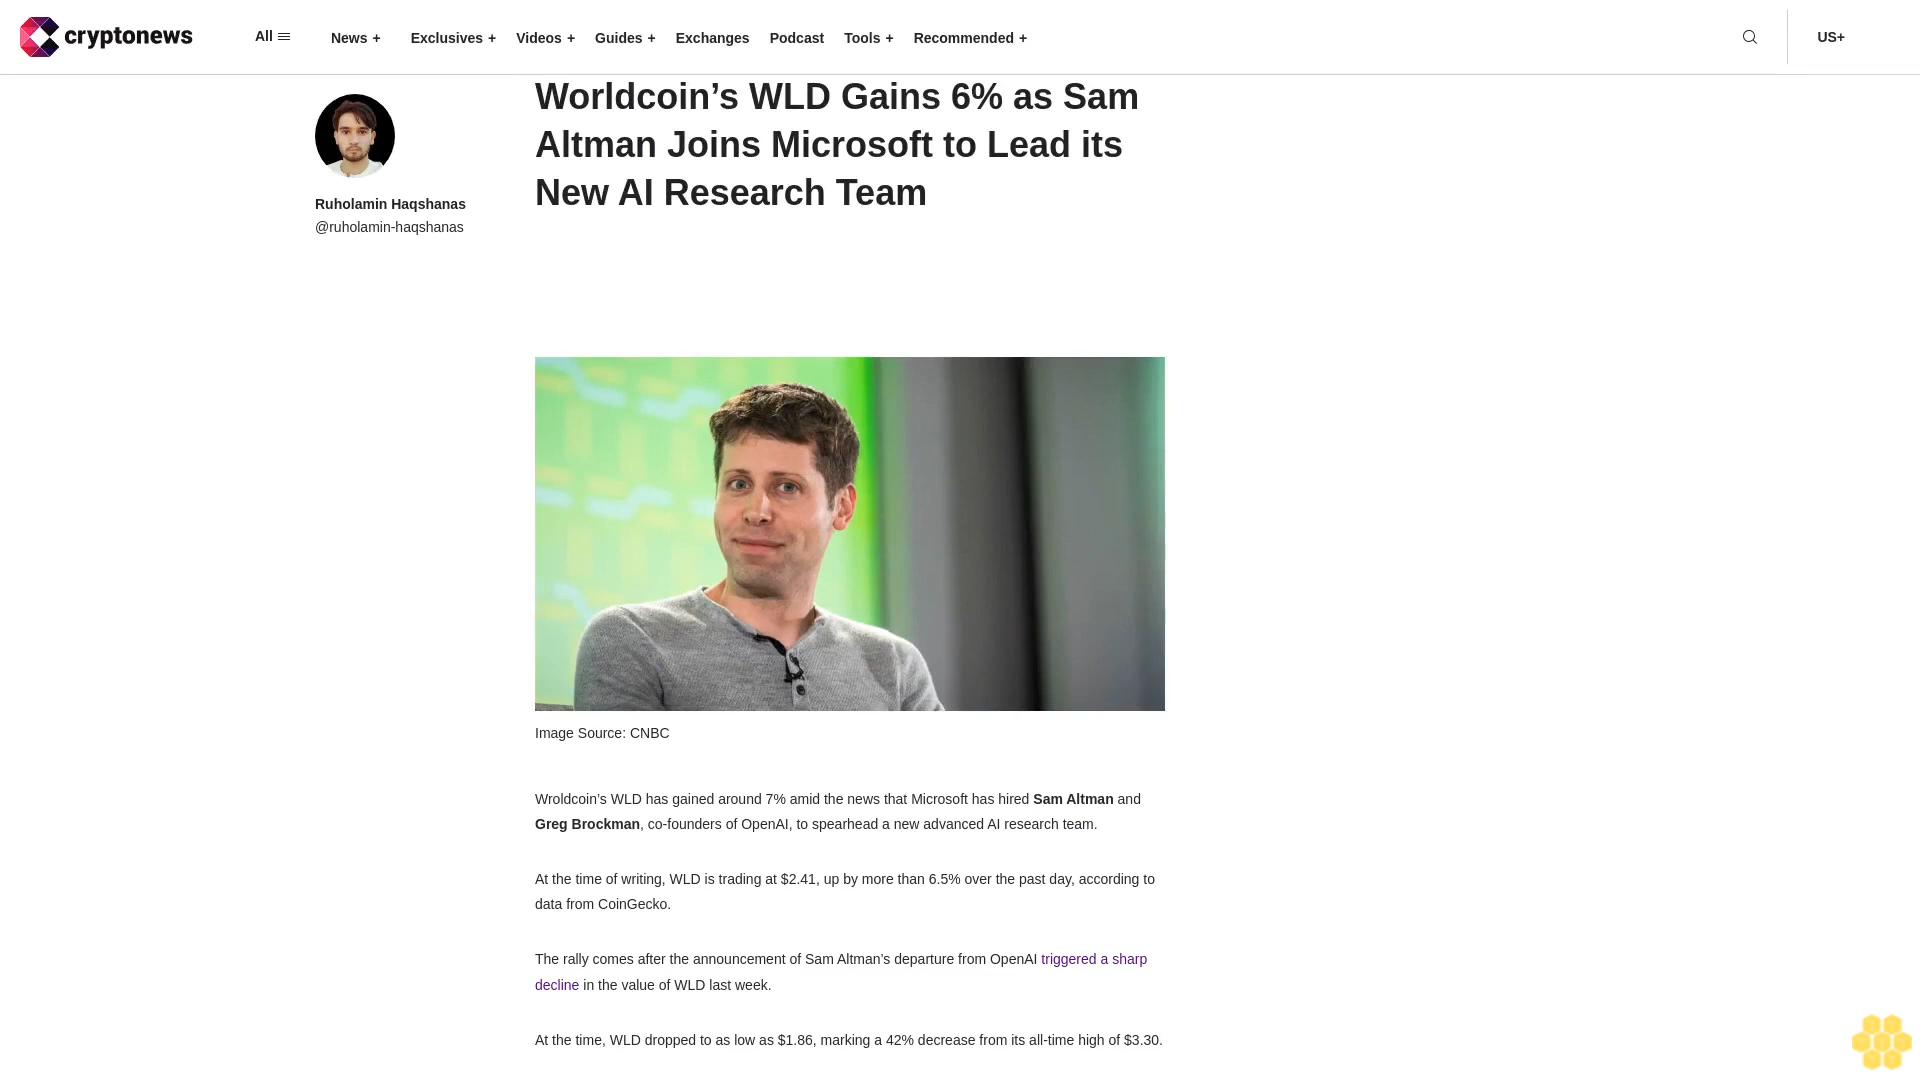 cryptonews
All
News +
Exclusives +
Videos +
Guides +
Exchanges
Podcast
Tools +
Recommended +
US+
Ruholamin Haqshanas
@ruholamin-haqshanas
Worldcoin’s WLD Gains 6% as Sam
Altman Joins Microsoft to Lead its
New AI Research Team
Image Source: CNBC
Wroldcoin’s WLD has gained around 7% amid the news that Microsoft has hired Sam Altman and
Greg Brockman, co-founders of OpenAI, to spearhead a new advanced AI research team.
At the time of writing, WLD is trading at $2.41, up by more than 6.5% over the past day, according to
data from CoinGecko.
The rally comes after the announcement of Sam Altman’s departure from OpenAI triggered a sharp
decline in the value of WLD last week.
At the time, WLD dropped to as low as $1.86, marking a 42% decrease from its all-time high of $3.30.